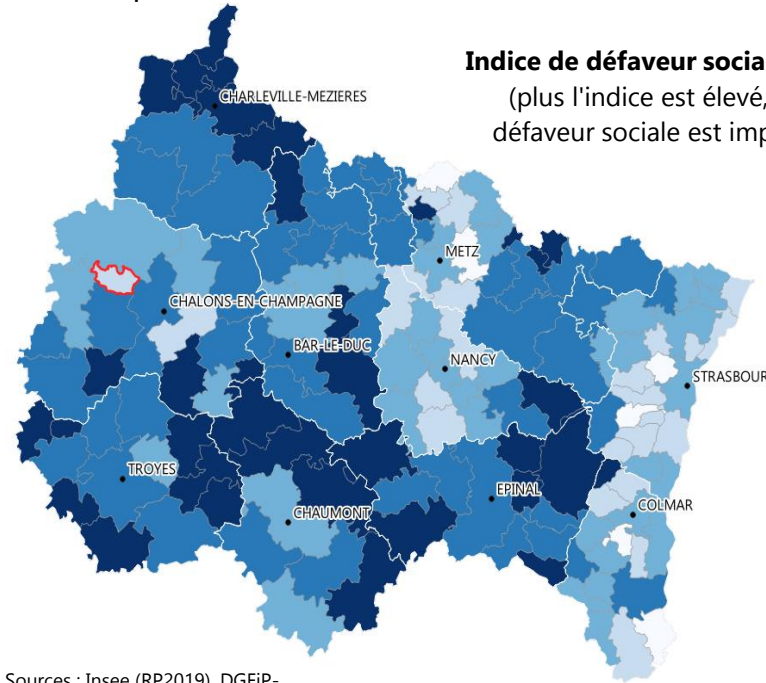 Indice de défaveur socia
(plus l'indice est élevé,
défaveur sociale est imp
CHARLEVILLE-MEZIERES
METZ
CHALONS-EN-CHAMPAGNE
BAR-LE-DUC
NANCY
STRASBOUR
TROYES
EPINAL
CHAUMONT
COLMAR
Sources : Insee (RP2019), DGFiP-